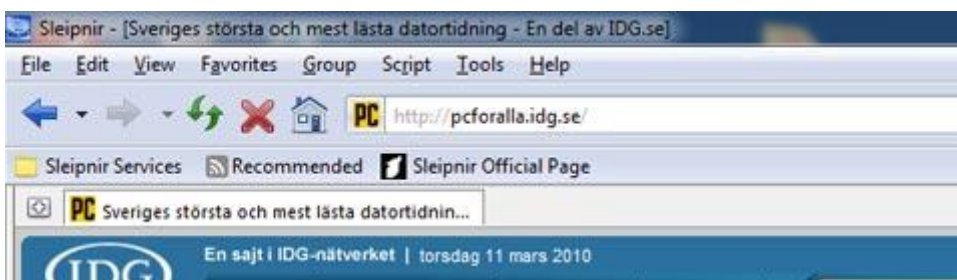 Sleipnir - [Sveriges största och mest lästa datortidning - En del av IDG.se]
File Edit View Favorites Group Script Tools Help
PC http://pcforalla.idg.se/
Sleipnir Services Recommended Sleipnir Official Page
PC Sveriges största och mest lästa datortidnin...
IDG En sajt i IDG-nätverket | torsdag 11 mars 2010